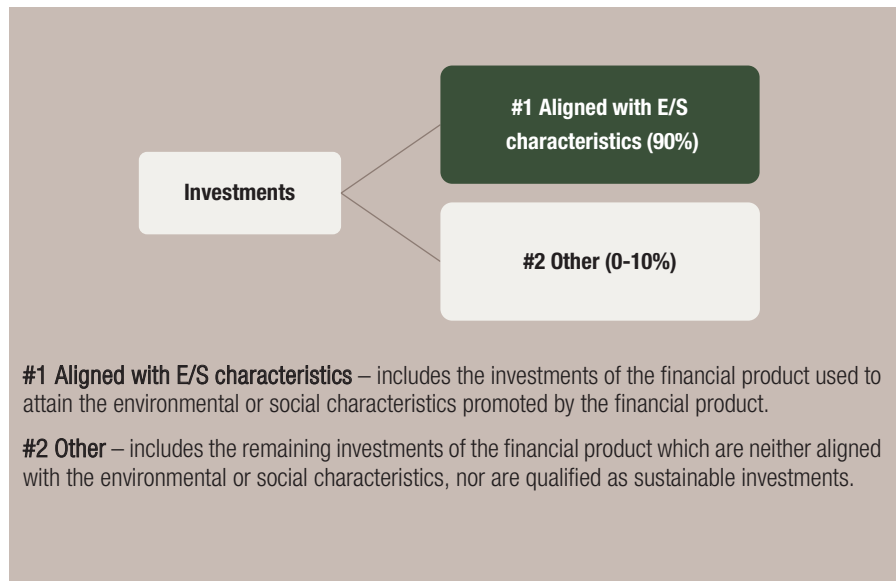 #1 Aligned with E/S
characteristics (90%)
Investments
#2 Other (0-10%)
#1 Aligned with E/S characteristics – includes the investments of the financial product used to
attain the environmental or social characteristics promoted by the financial product.
#2 Other – includes the remaining investments of the financial product which are neither aligned
with the environmental or social characteristics, nor are qualified as sustainable investments.